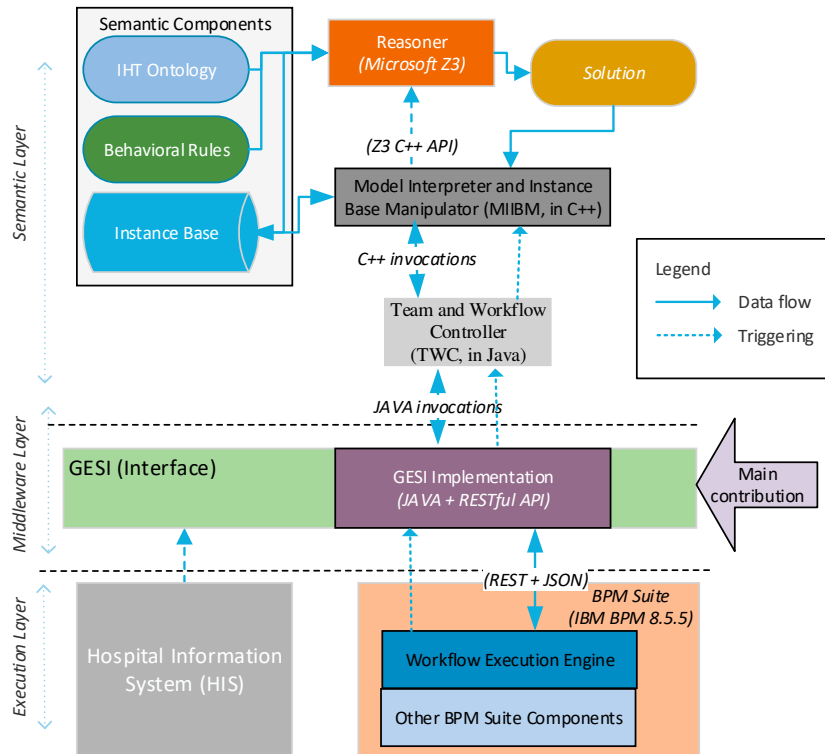 Semantic Components
IHT Ontology
Behavioral Rules
Instance Base
Reasoner
(Microsoft Z3)
Solution
(Z3 C++ API)
Model Interpreter and Instance
Base Manipulator (MIIBM, in C++)
C++ invocations
Team and Workflow
Controller
(TWC, in Java)
Legend
Data flow
Triggering
Semantic Layer
JAVA invocations
Middleware Layer
GESI (Interface)
GESI Implementation
(JAVA + RESTful API)
Main
contribution
(REST + JSON)
Execution Layer
Hospital Information
System (HIS)
BPM Suite
(IBM BPM 8.5.5)
Workflow Execution Engine
Other BPM Suite Components